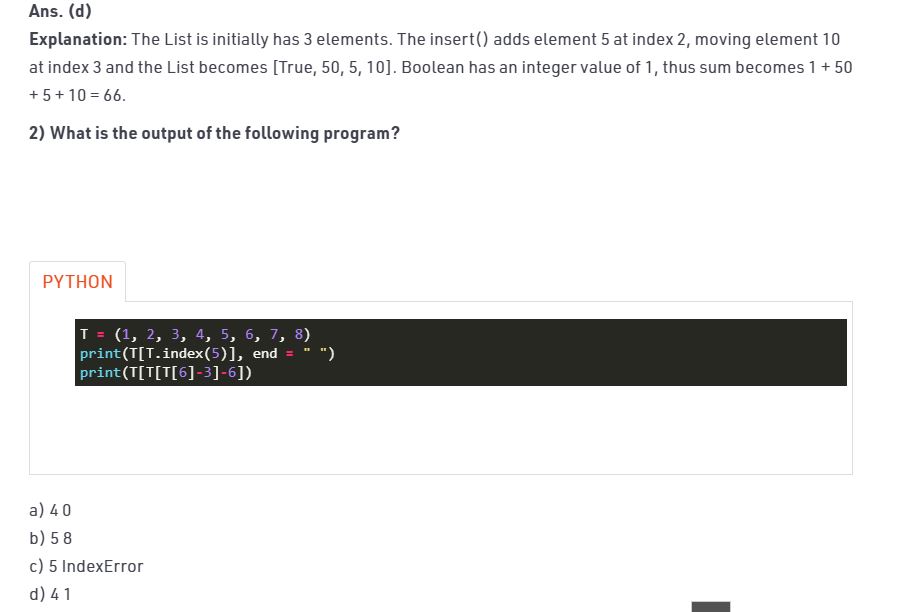 Ans. (d)
Explanation: The List is initially has 3 elements. The insert() adds element 5 at index 2, moving element 10
at index 3 and the List becomes [True, 50, 5, 10]. Boolean has an integer value of 1, thus sum becomes 1 + 50
+ 5 + 10 = 66.
2) What is the output of the following program?
PYTHON
T = (1, 2, 3, 4, 5, 6, 7, 8)
print(T[T.index(5)], end = " ")
print(T[T[T[6]-3]-6])
a) 4 0
b) 5 8
c) 5 IndexError
d) 4 1